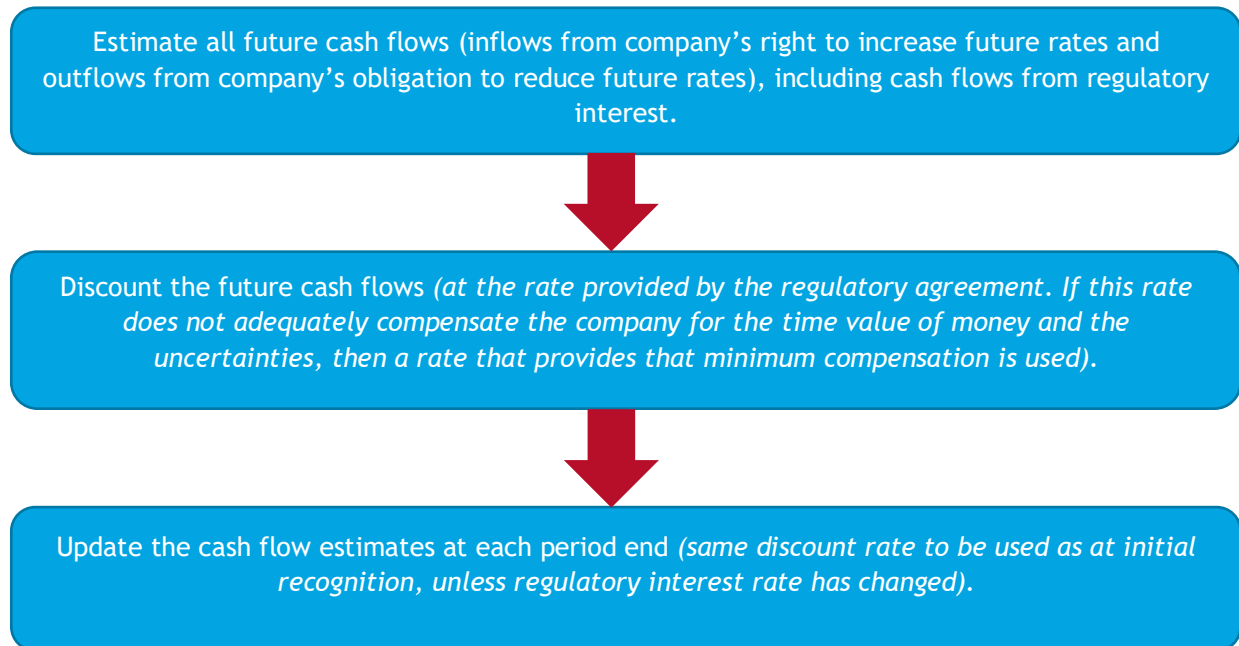 Estimate all future cash flows (inflows from company’s right to increase future rates and
outflows from company’s obligation to reduce future rates), including cash flows from regulatory
interest.
Discount the future cash flows (at the rate provided by the regulatory agreement. If this rate
does not adequately compensate the company for the time value of money and the
uncertainties, then a rate that provides that minimum compensation is used).
Update the cash flow estimates at each period end (same discount rate to be used as at initial
recognition, unless regulatory interest rate has changed).